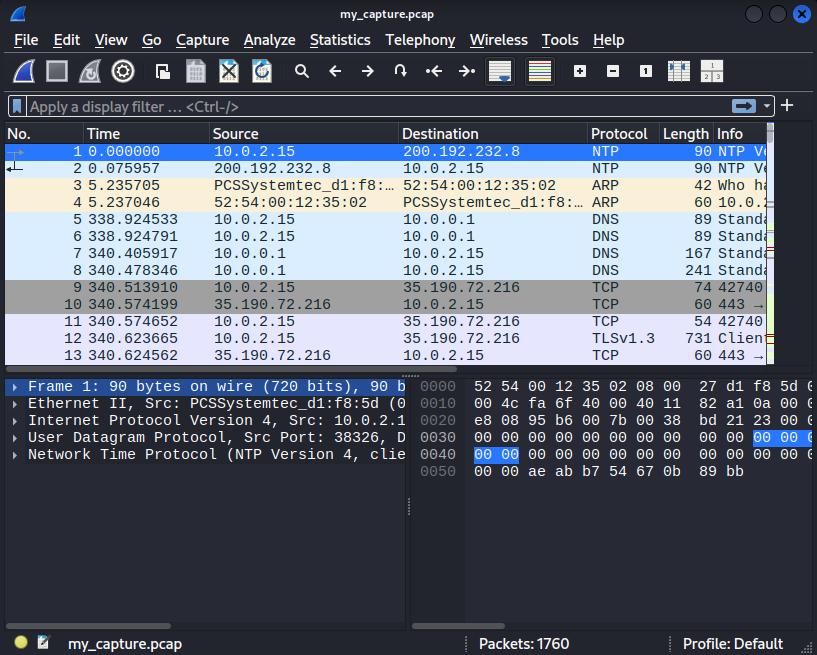 my_capture.pcap
File Edit View Go Capture Analyze Statistics Telephony Wireless Tools Help
Apply a display filter … <Ctrl-/>
No. Time Source Destination Protocol Length Info
1 0.000000 10.0.2.15 200.192.232.8 NTP 90 NTP Ve
2 0.075957 200.192.232.8 10.0.2.15 NTP 90 NTP Ve
3 5.235705 PCSSystemtec_d1:f8:… 52:54:00:12:35:02 ARP 42 Who ha
4 5.237046 52:54:00:12:35:02 PCSSystemtec_d1:f8:… ARP 60 10.0.2
5 338.924533 10.0.2.15 10.0.0.1 DNS 89 Standa
6 338.924791 10.0.2.15 10.0.0.1 DNS 89 Standa
7 340.405917 10.0.0.1 10.0.2.15 DNS 167 Standa
8 340.478346 10.0.0.1 10.0.2.15 DNS 241 Standa
9 340.513910 10.0.2.15 35.190.72.216 TCP 74 42740
10 340.574199 35.190.72.216 10.0.2.15 TCP 60 443 →
11 340.574652 10.0.2.15 35.190.72.216 TCP 54 42740
12 340.623665 10.0.2.15 35.190.72.216 TLSv1.3 731 Client
13 340.624562 35.190.72.216 10.0.2.15 TCP 60 443 →
Frame 1: 90 bytes on wire (720 bits), 90 b
Ethernet II, Src: PCSSystemtec_d1:f8:5d (0
Internet Protocol Version 4, Src: 10.0.2.1
User Datagram Protocol, Src Port: 38326, D
Network Time Protocol (NTP Version 4, clie
0000 52 54 00 12 35 02 08 00 27 d1 f8 5d 0
0010 00 4c fa 6f 40 00 40 11 82 a1 0a 00 0
0020 e8 08 95 b6 00 7b 00 38 bd 21 23 00 0
0030 00 00 00 00 00 00 00 00 00 00 00 00 0
0040 00 00 00 00 00 00 00 00 00 00 00 00 0
0050 00 00 ae ab b7 54 67 0b 89 bb
my_capture.pcap Packets: 1760 Profile: Default